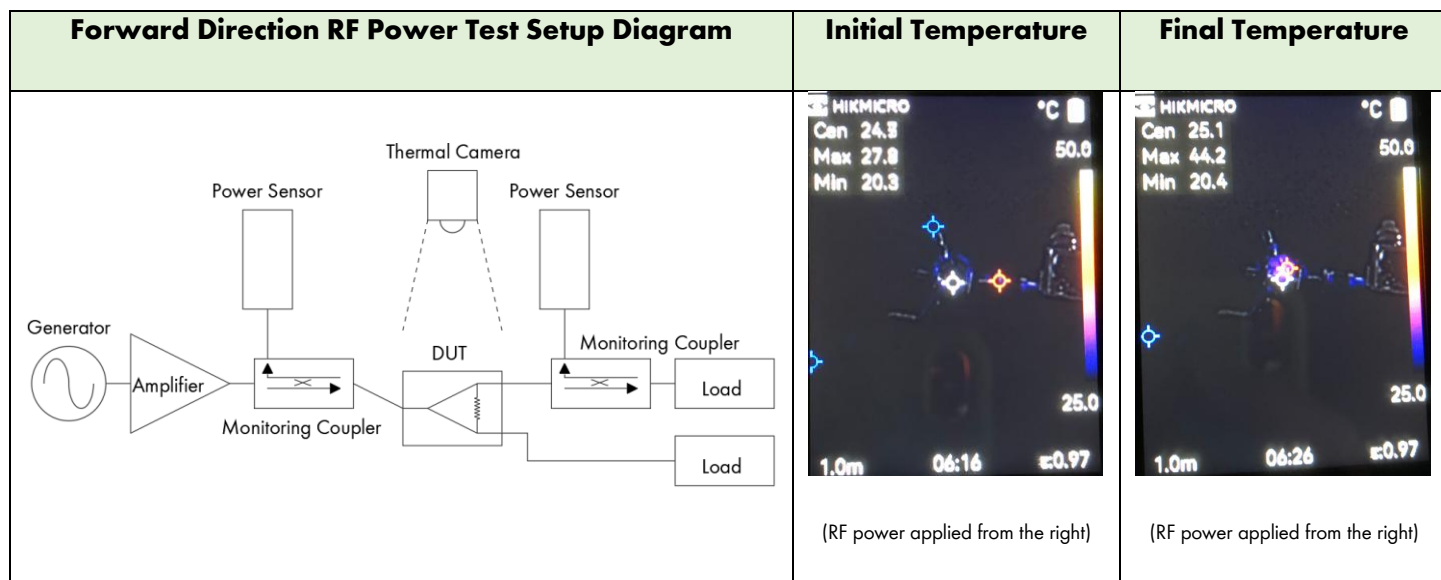 Forward Direction RF Power Test Setup Diagram
Initial Temperature
Final Temperature
Thermal Camera
Power Sensor
Power Sensor
Generator
Amplifier
DUT
Monitoring Coupler
Load
Monitoring Coupler
Load
HIKMICRO
°C
Cen 24.3
Max 27.8
Min 20.3
50.0
25.0
1.0m
06:16
ε:0.97
(RF power applied from the right)
HIKMICRO
°C
Cen 25.1
Max 44.2
Min 20.4
50.0
25.0
1.0m
06:26
ε:0.97
(RF power applied from the right)